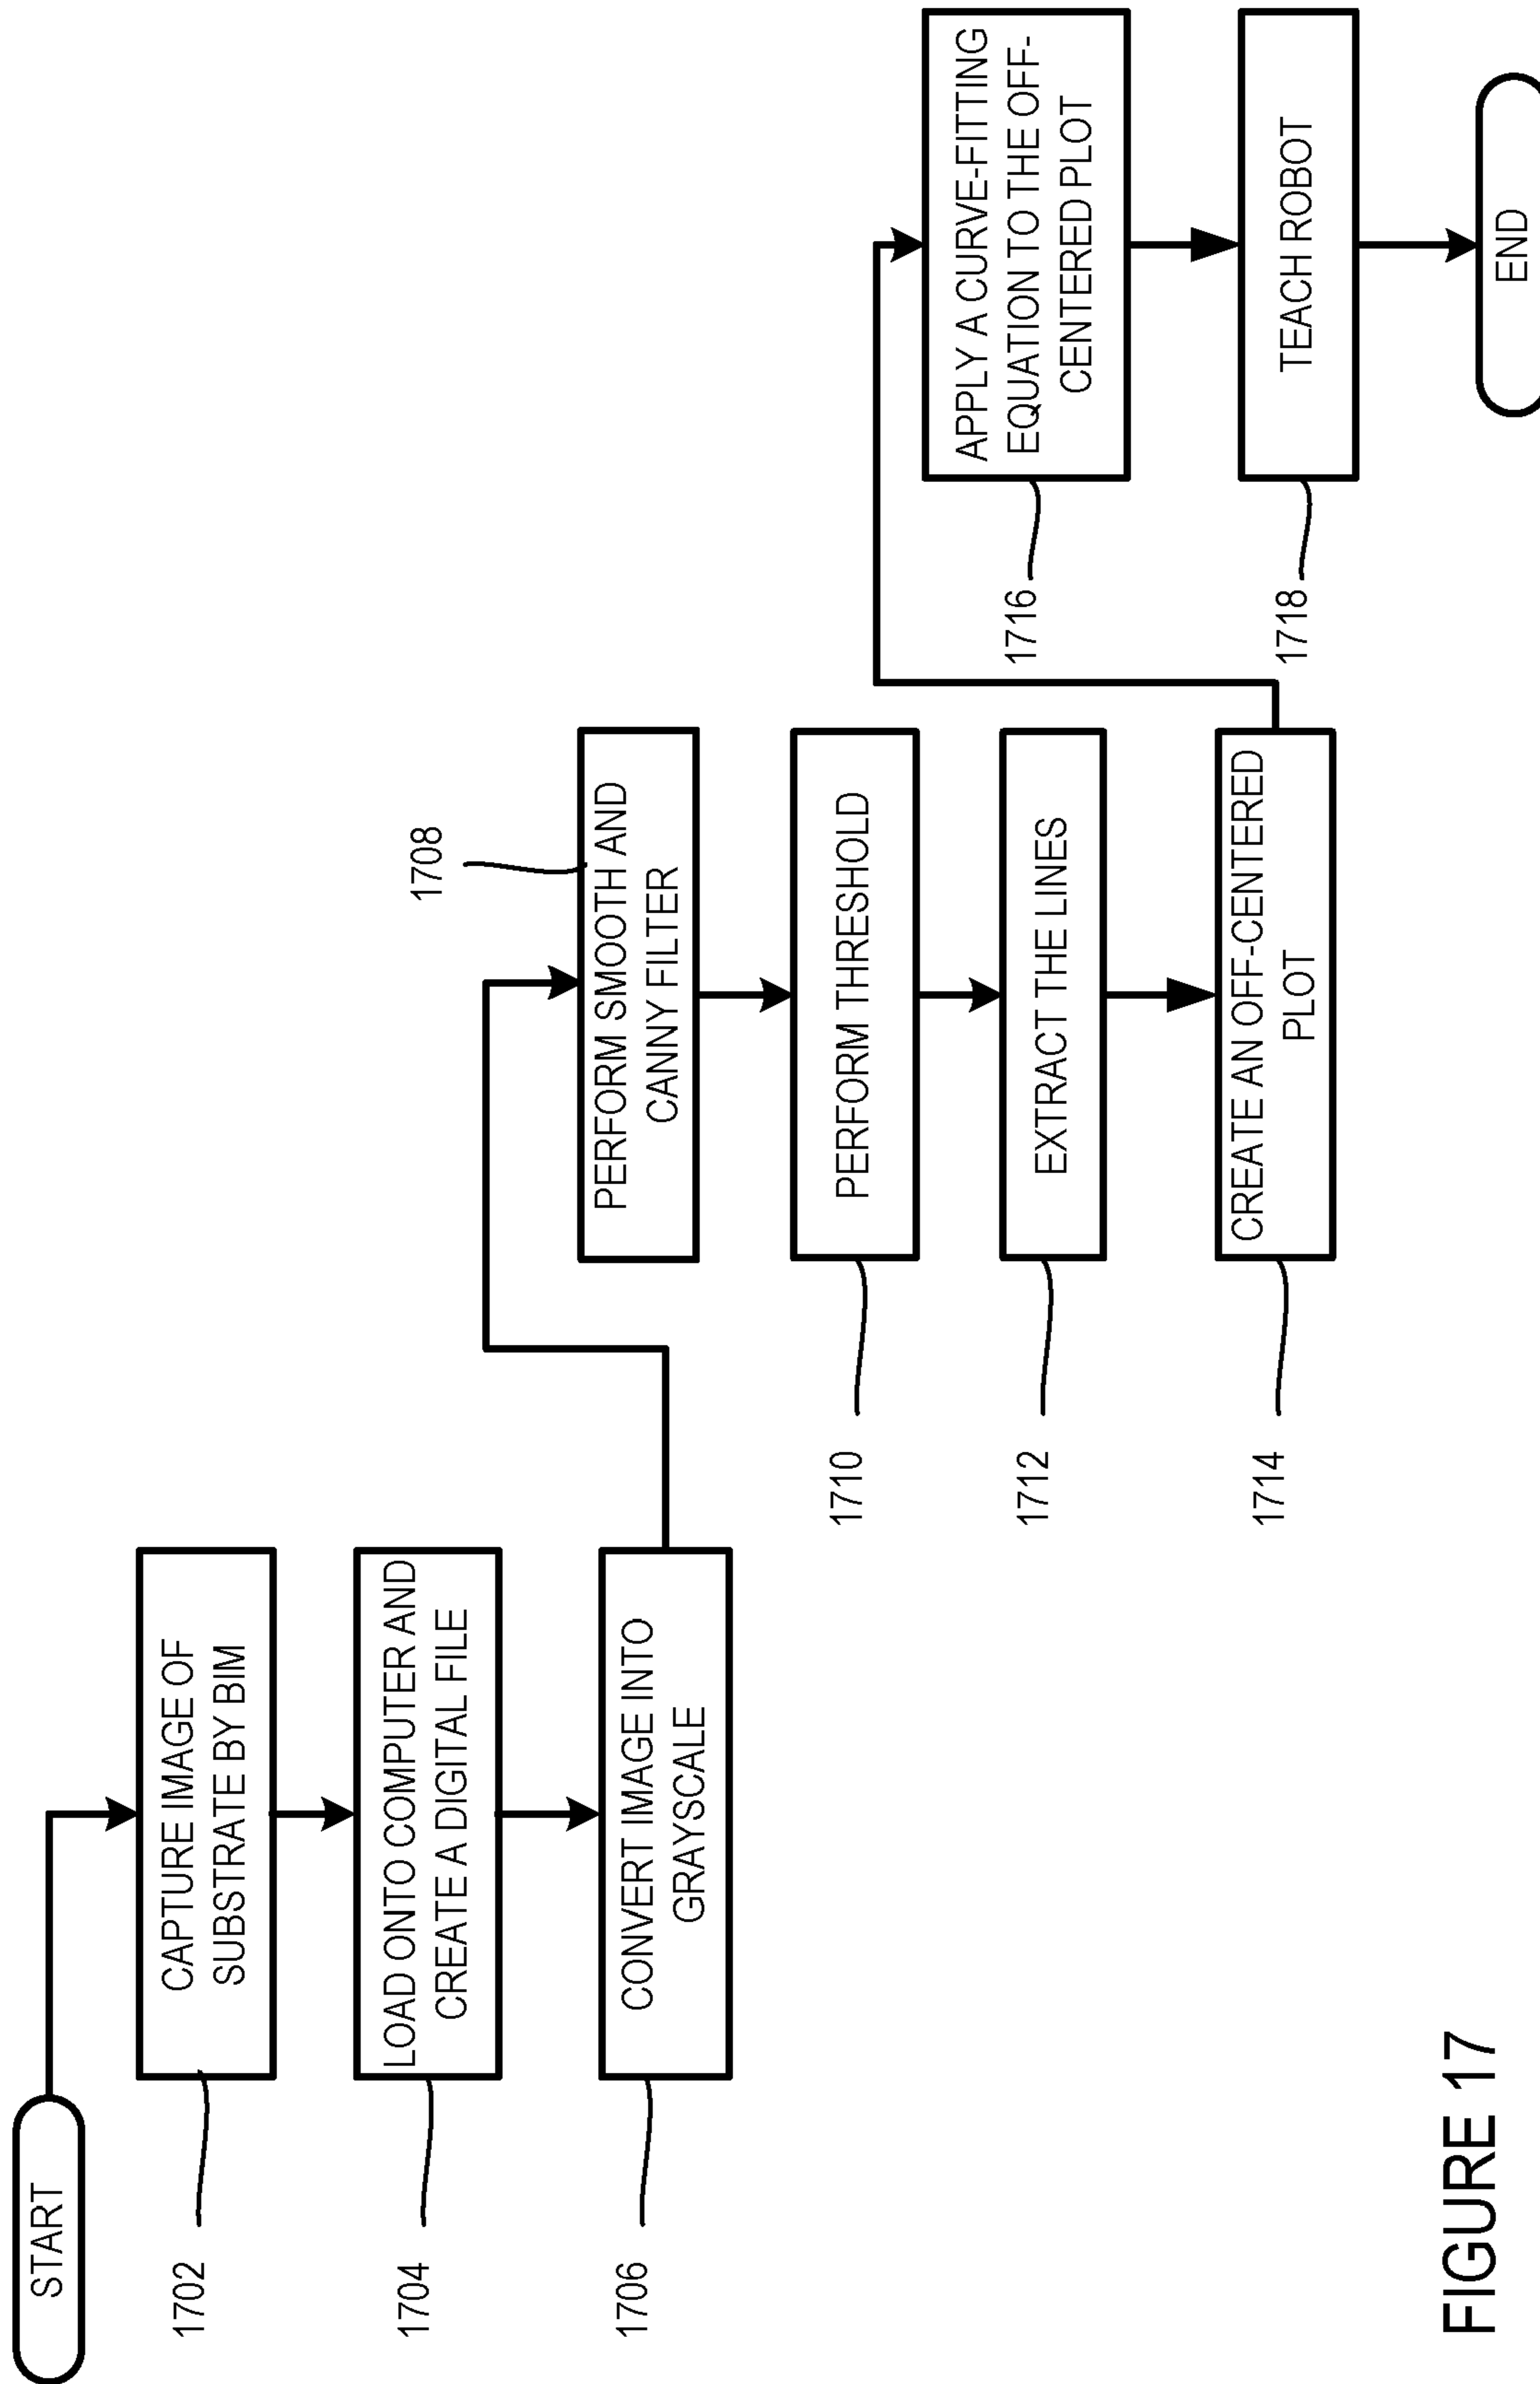 START
1702
CAPTURE IMAGE OF
SUBSTRATE BY BIM
1704
LOAD ONTO COMPUTER AND
CREATE A DIGITAL FILE
1706
CONVERT IMAGE INTO
GRAYSCALE
1708
PERFORM SMOOTH AND
CANNY FILTER
1710
PERFORM THRESHOLD
1712
EXTRACT THE LINES
1714
CREATE AN OFF-CENTERED
PLOT
1716
APPLY A CURVE-FITTING
EQUATION TO THE OFF-
CENTERED PLOT
1718
TEACH ROBOT
END
FIGURE 17